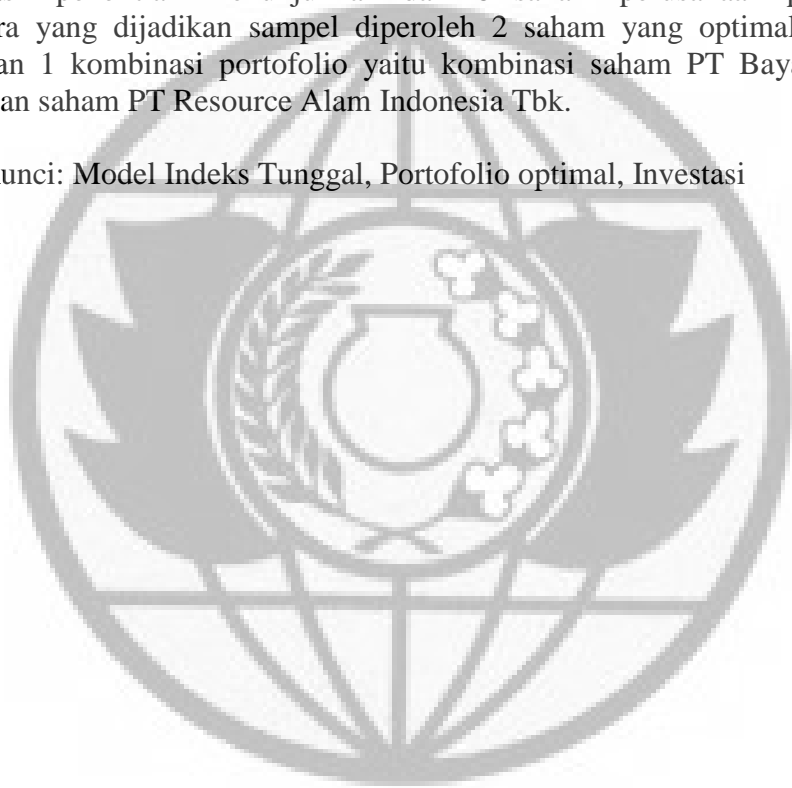 ra yang dijadikan sampel diperoleh 2 saham yang optimal
an 1 kombinasi portofolio yaitu kombinasi saham PT Baya
an saham PT Resource Alam Indonesia Tbk.
unci: Model Indeks Tunggal, Portofolio optimal, Investasi